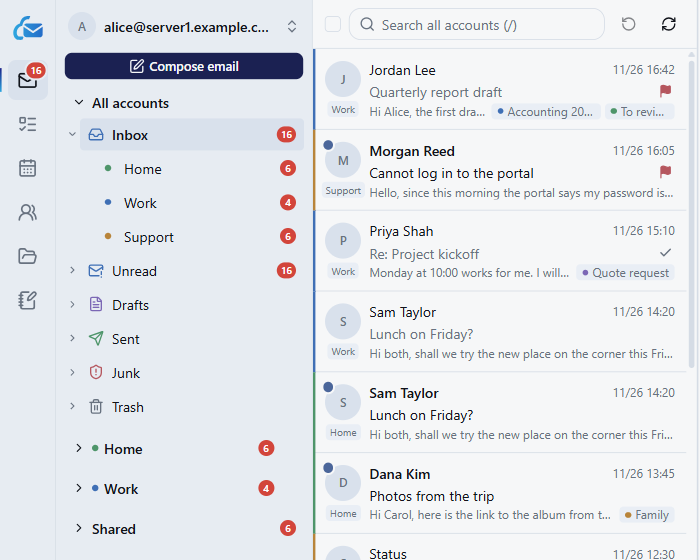 16
A alice@server1.example.c...
Compose email
All accounts
Inbox 16
Home 6
Work 4
Support 6
Unread 16
Drafts
Sent
Junk
Trash
Home 6
Work 4
Shared 6
Search all accounts (/)
J Jordan Lee 11/26 16:42
Quarterly report draft
Work Hi Alice, the first dra... Accounting 20... To revi...
M Morgan Reed 11/26 16:05
Cannot log in to the portal
Support Hello, since this morning the portal says my password is...
P Priya Shah 11/26 15:10
Re: Project kickoff
Work Monday at 10:00 works for me. I will... Quote request
S Sam Taylor 11/26 14:20
Lunch on Friday?
Work Hi both, shall we try the new place on the corner this Fri...
S Sam Taylor 11/26 14:20
Lunch on Friday?
Home Hi both, shall we try the new place on the corner this Fri...
D Dana Kim 11/26 13:45
Photos from the trip
Home Hi Carol, here is the link to the album from t... Family
Status 11/26 12:30